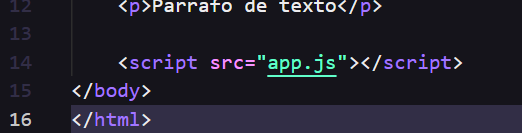 12 <p>Parrafo de texto</p>
13
14 <script src="app.js"></script>
15 </body>
16 </html>